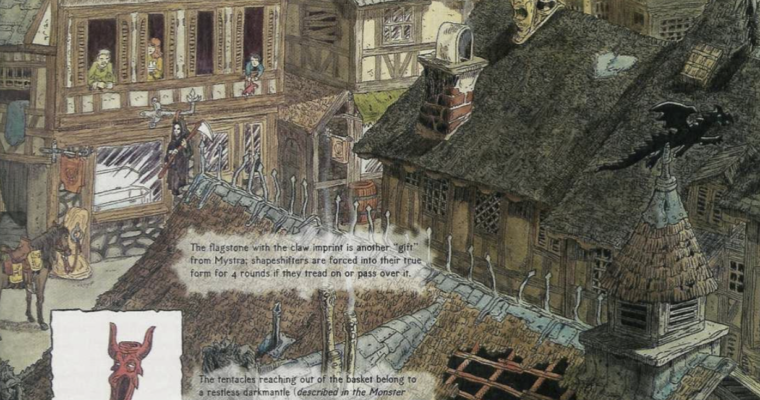 The flagstone with the claw imprint is another "gift"
from Mystra; shapeshifters are forced into their true
form for 4 rounds if they tread on or pass over it.
The tentacles reaching out of the basket belong to
a restless darkmantle (described in the Monster